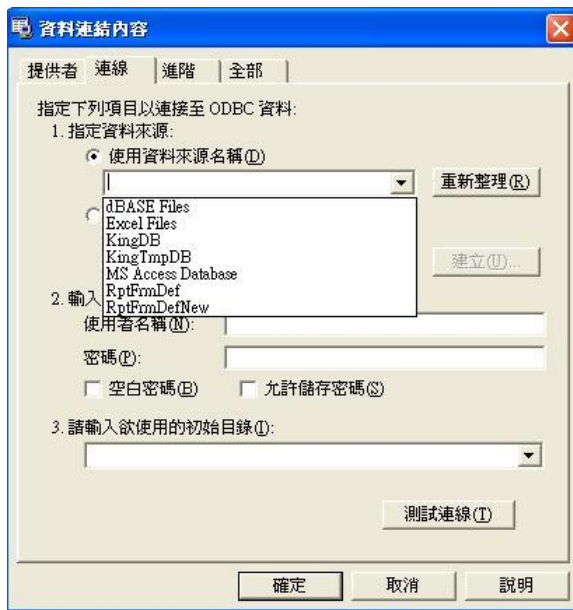 資料連結內容
提供者 連線 進階 全部
指定下列項目以連接至 ODBC 資料:
1. 指定資料來源:
使用資料來源名稱(D)
重新整理(R)
dBASE Files
Excel Files
KingDB
KingTmpDB
建立(U)...
MS Access Database
RptFrmDef
RptFrmDefNew
2. 輸入
使用者名稱(N):
密碼(P):
空白密碼(B) 允許儲存密碼(S)
3. 請輸入欲使用的初始目錄(I):
測試連線(T)
確定 取消 說明